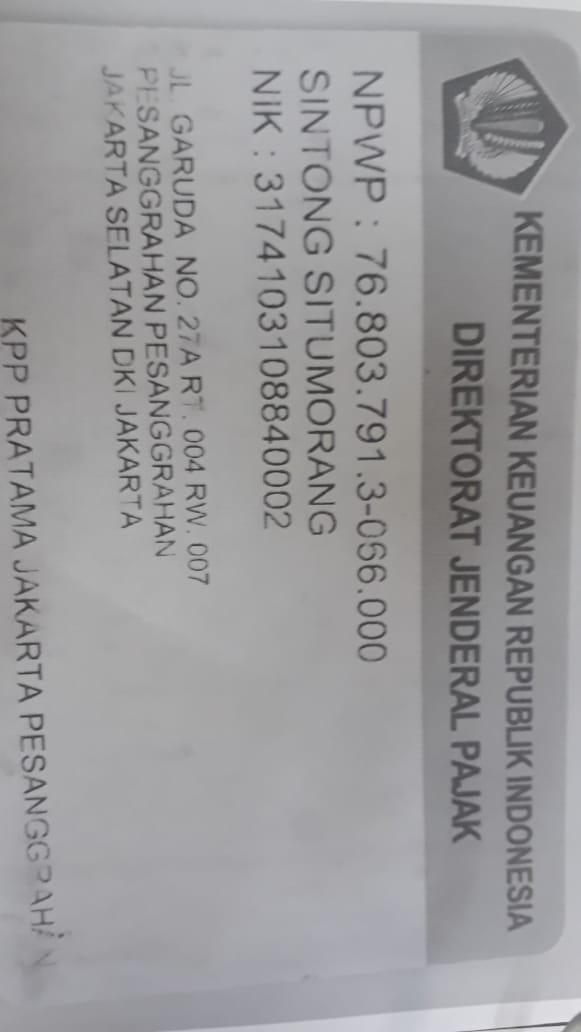 KEMENTERIAN KEUANGAN REPUBLIK INDONESIA
DIREKTORAT JENDERAL PAJAK
NPWP : 76.803.791.3-056.000
SINTONG SITUMORANG
NIK : 3174103108840002
JL. GARUDA NO. 27A RT. 004 RW. 007
PESANGGRAHAN PESANGGRAHAN
JAKARTA SELATAN DKI JAKARTA
KPP PRATAMA JAKARTA PESANGGRAHAN